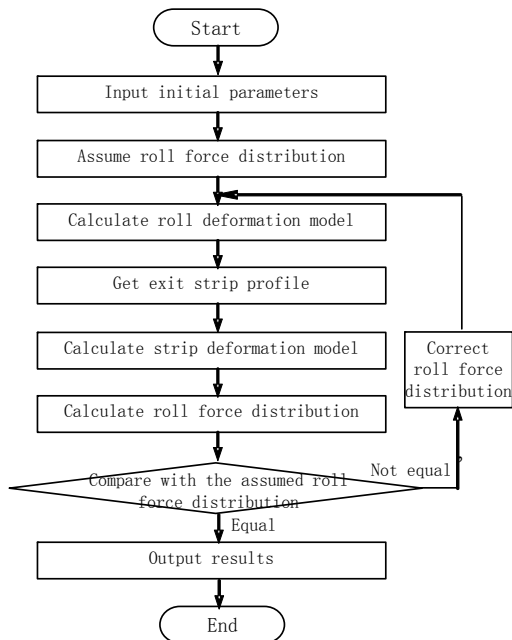 Start
Input initial parameters
Assume roll force distribution
Calculate roll deformation model
Get exit strip profile
Calculate strip deformation model
Correct
roll force
distribution
Calculate roll force distribution
Compare with the assumed roll
force distribution
Not equal
Equal
Output results
End